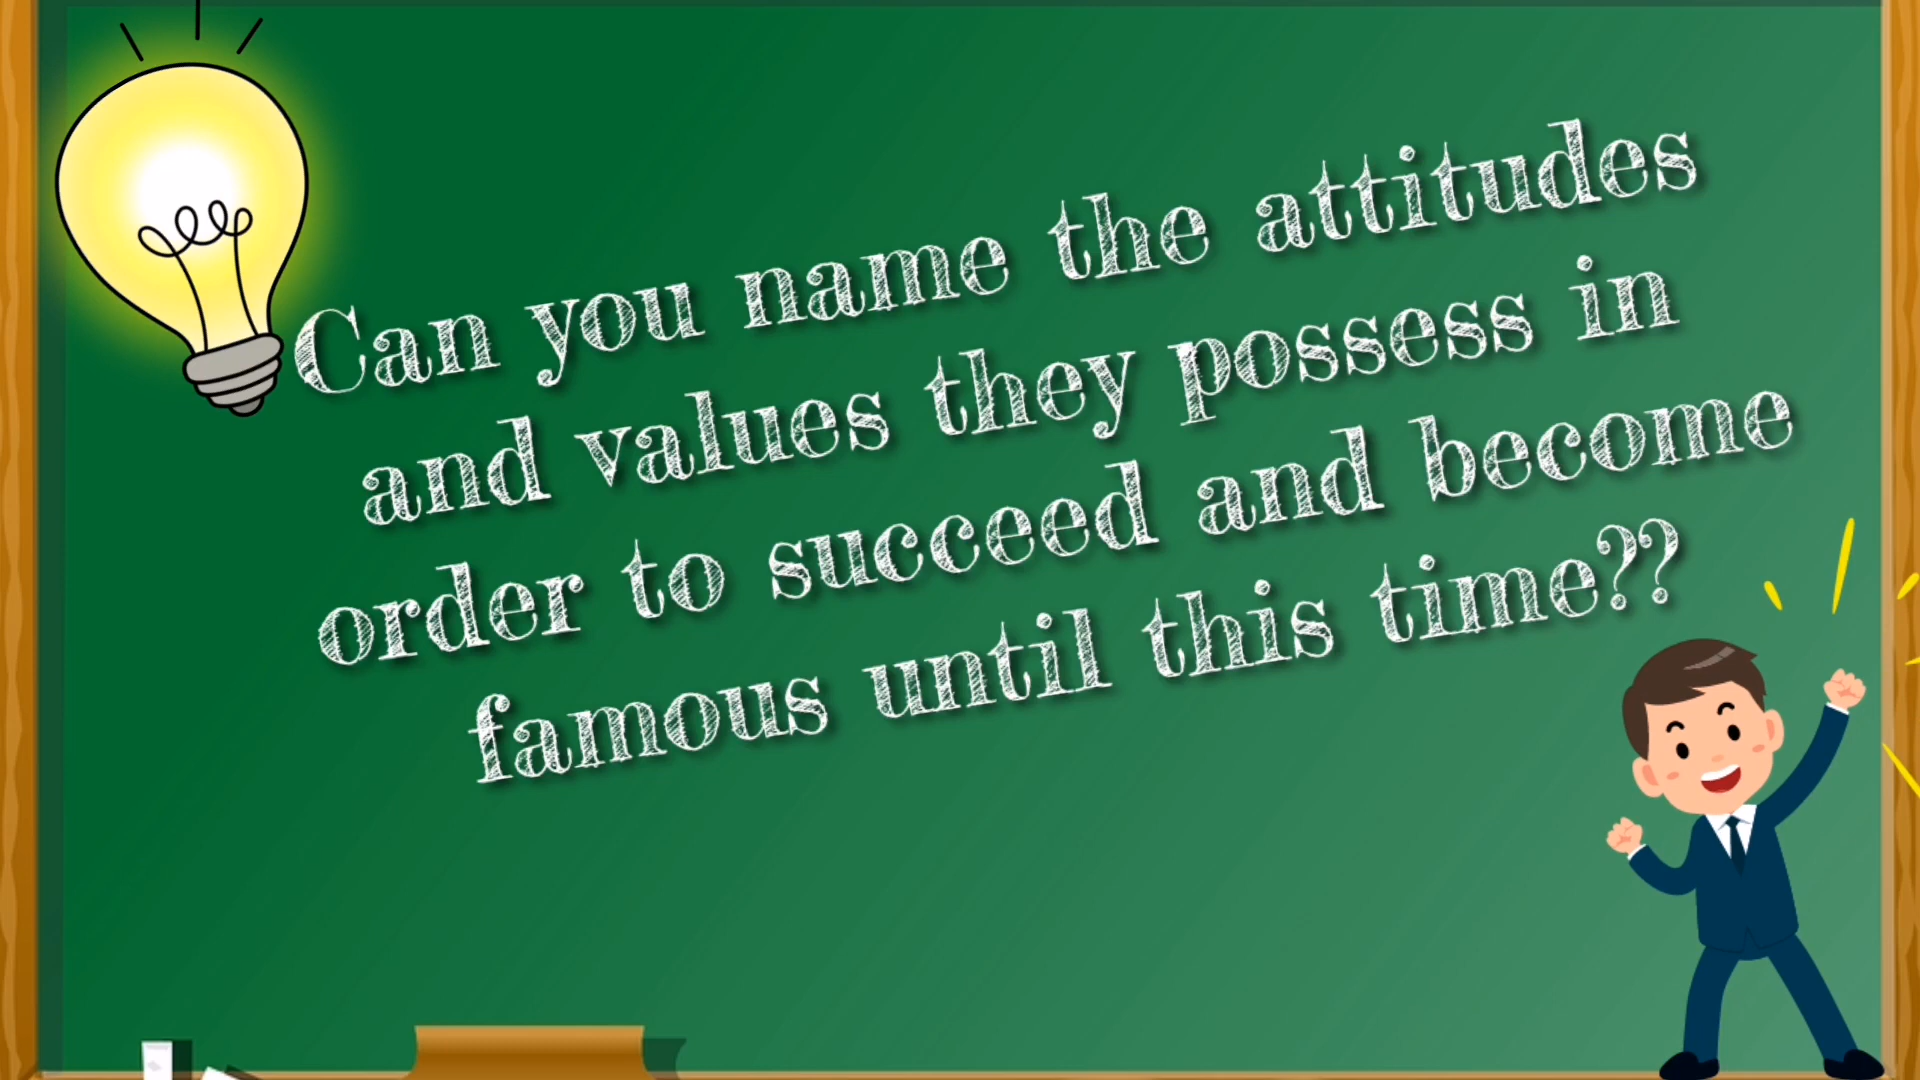 Can you name the attitudes
and values they possess in
order to succeed and become
famous until this time??